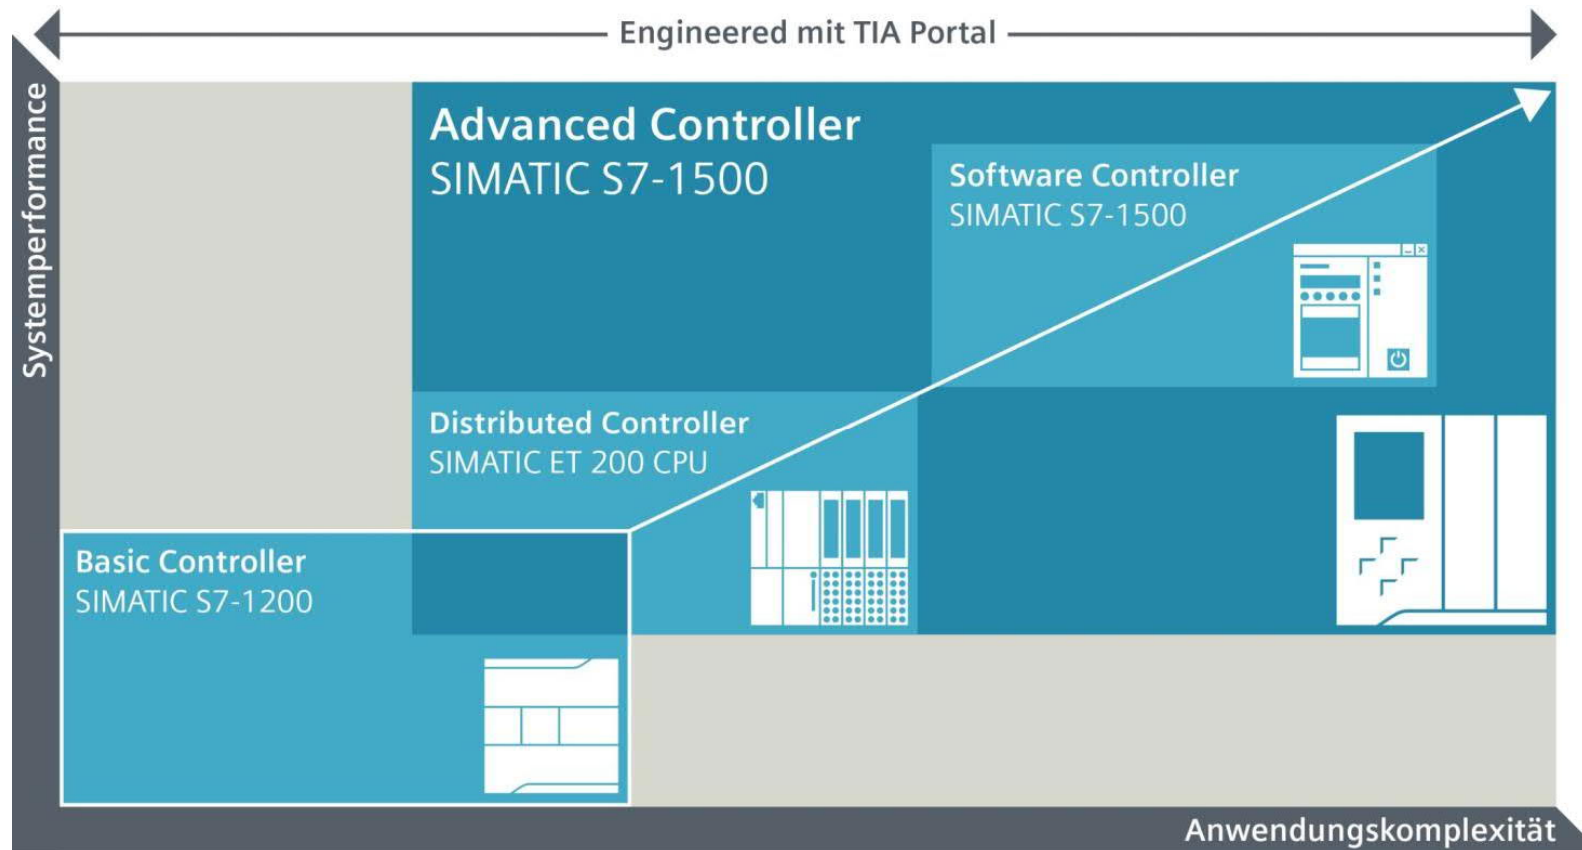 Engineered mit TIA Portal
Systemperformance
Advanced Controller
SIMATIC S7-1500
Software Controller
SIMATIC S7-1500
Distributed Controller
SIMATIC ET 200 CPU
Basic Controller
SIMATIC S7-1200
Anwendungskomplexität